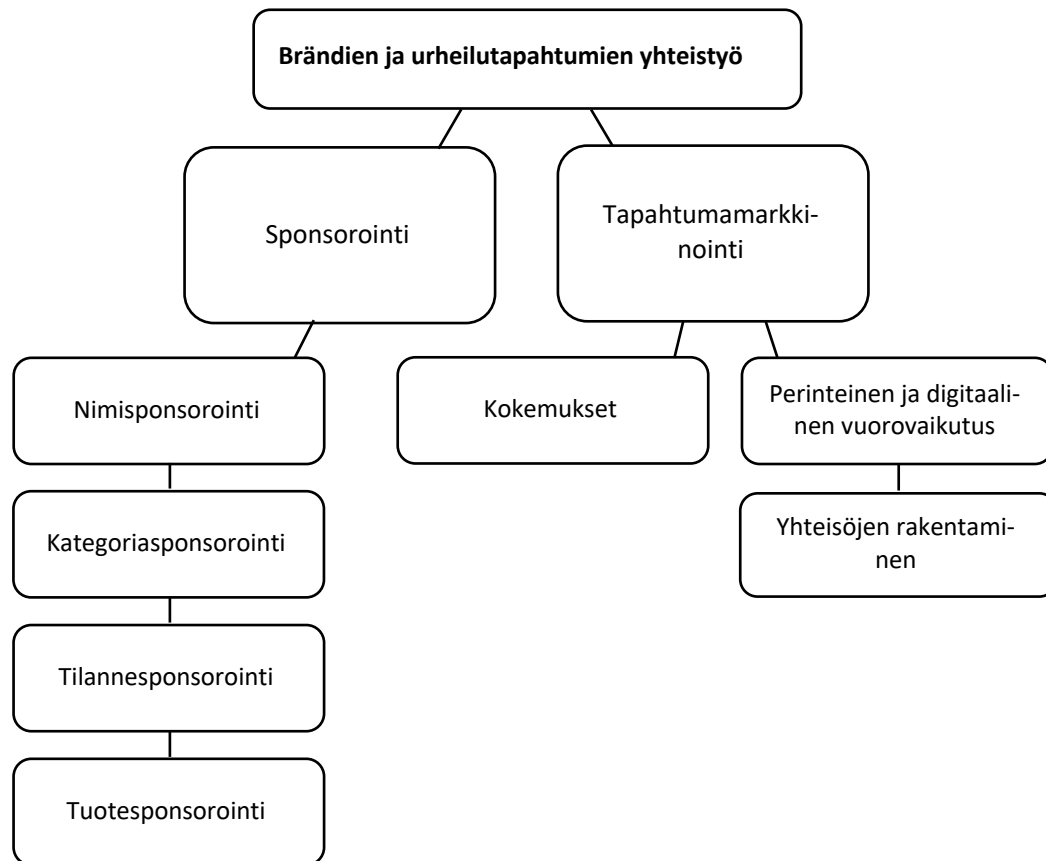 Brändien ja urheilutapahtumien yhteistyö
Sponsorointi
Tapahtumamarkki-
nointi
Nimisponsorointi
Kokemukset
Perinteinen ja digitaali-
nen vuorovaikutus
Kategoriasponsorointi
Yhteisöjen rakentami-
nen
Tilannesponsorointi
Tuotesponsorointi